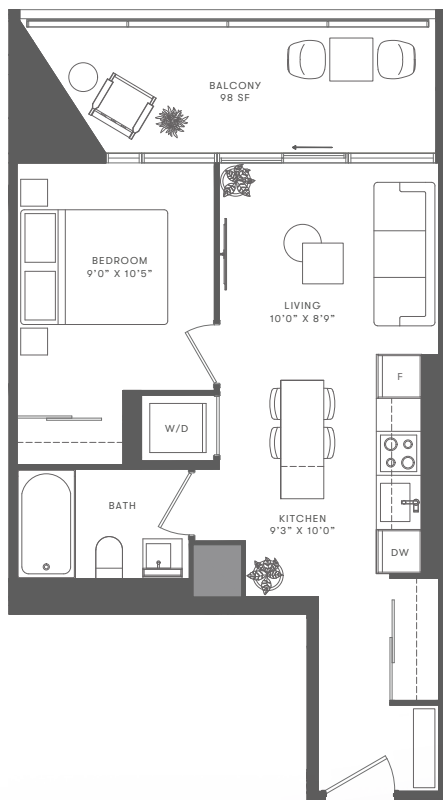 BALCONY
98 SF
BEDROOM
9'0" X 10'5"
LIVING
10'0" X 8'9"
F
W/D
BATH
KITCHEN
9'3" X 10'0"
DW